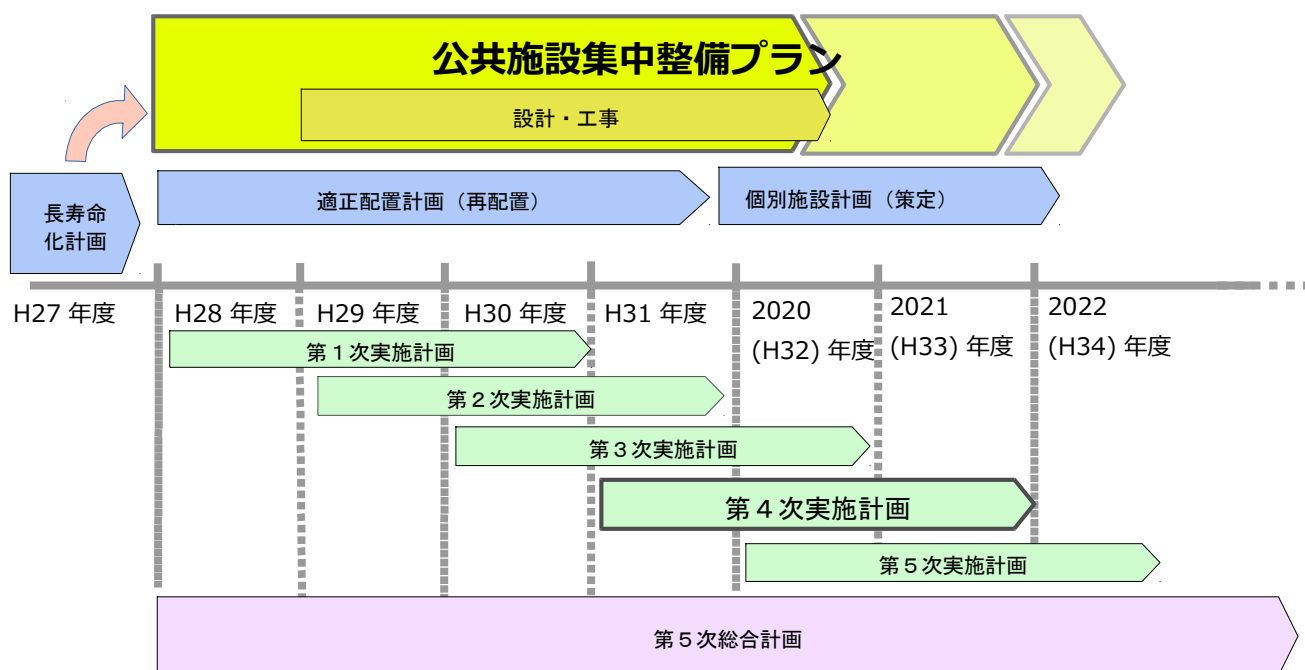 公共施設集中整備プラン
設計・工事
長寿命
化計画
適正配置計画（再配置）
個別施設計画（策定）
H27 年度
H28 年度
H29 年度
H30 年度
H31 年度
2020
(H32) 年度
2021
(H33) 年度
2022
(H34) 年度
第１次実施計画
第２次実施計画
第３次実施計画
第４次実施計画
第５次実施計画
第５次総合計画